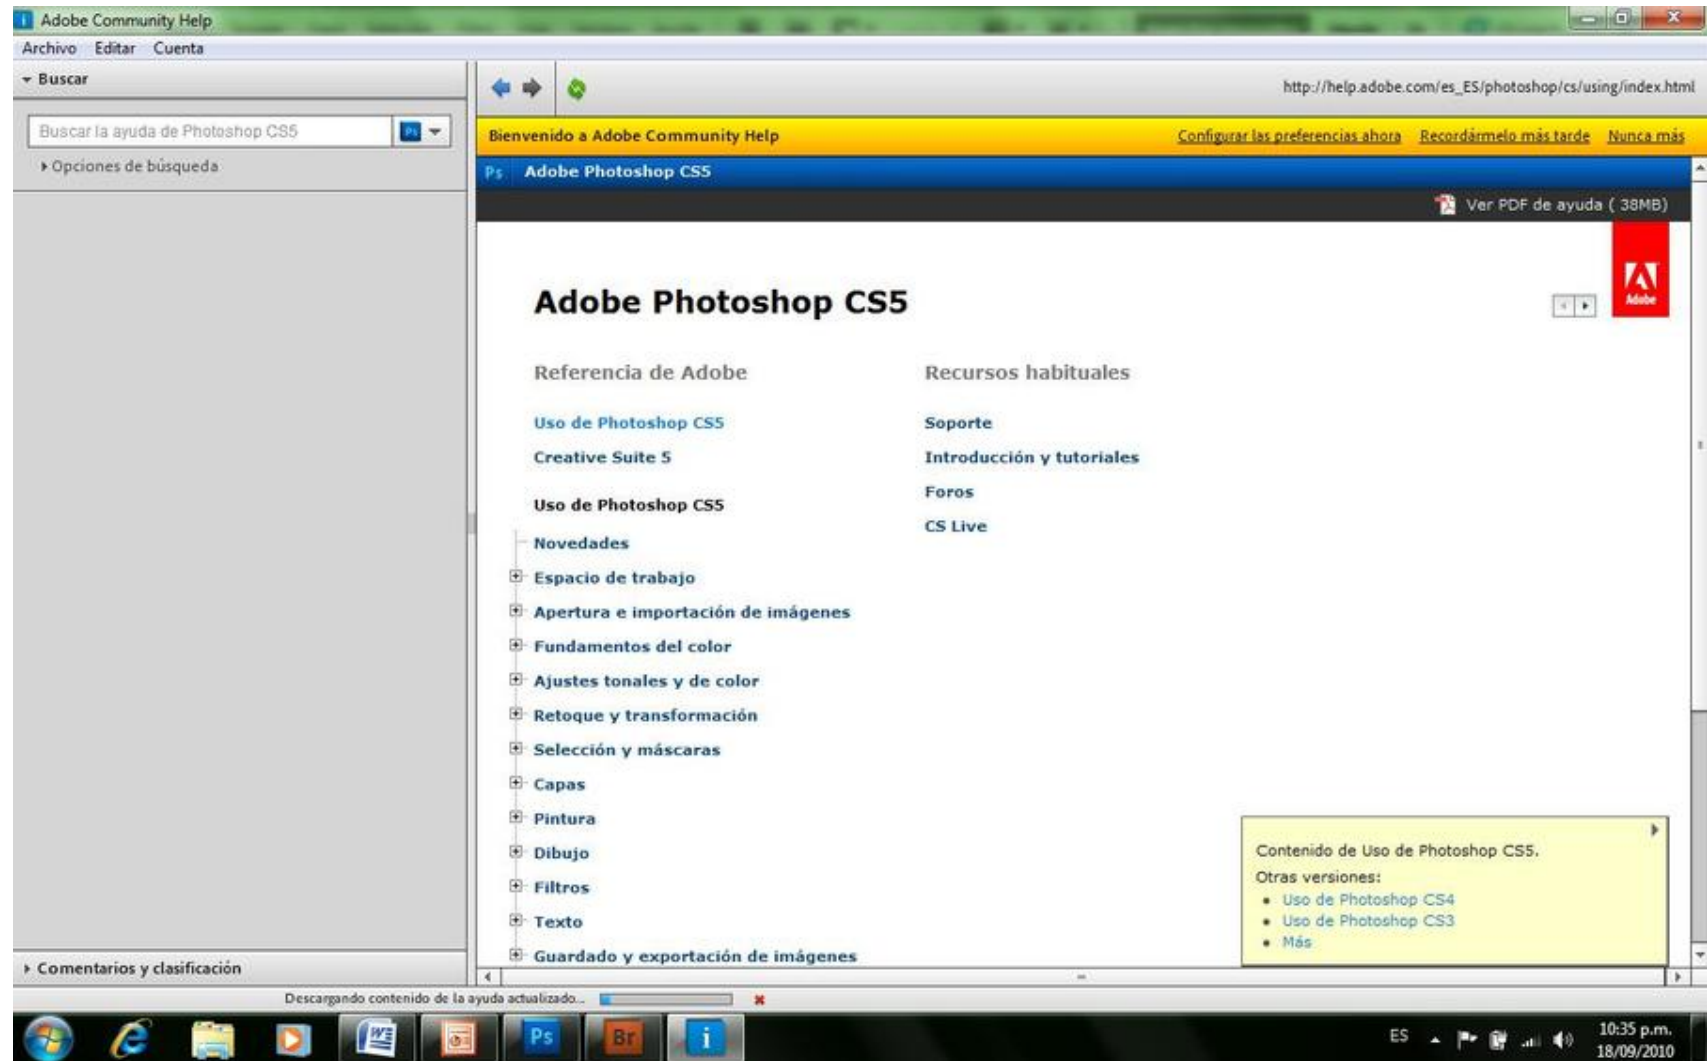 Adobe Community Help
Archivo Editar Cuenta
Buscar
http://help.adobe.com/es_ES/photoshop/cs/using/index.html
Buscar la ayuda de Photoshop CS5
Ps
Opciones de búsqueda
Bienvenido a Adobe Community Help
Configurar las preferencias ahora Recordármelo más tarde Nunca más
Ps Adobe Photoshop CS5
Ver PDF de ayuda ( 38MB)
Adobe
Adobe Photoshop CS5
Referencia de Adobe
Uso de Photoshop CS5
Creative Suite 5
Recursos habituales
Soporte
Introducción y tutoriales
Foros
CS Live
Uso de Photoshop CS5
Novedades
Espacio de trabajo
Apertura e importación de imágenes
Fundamentos del color
Ajustes tonales y de color
Retoque y transformación
Selección y máscaras
Capas
Pintura
Dibujo
Filtros
Texto
Guardado y exportación de imágenes
Contenido de Uso de Photoshop CS5.
Otras versiones:
Uso de Photoshop CS4
Uso de Photoshop CS3
Más
Comentarios y clasificación
Descargando contenido de la ayuda actualizado...
Ps Br i
ES
10:35 p.m.
18/09/2010